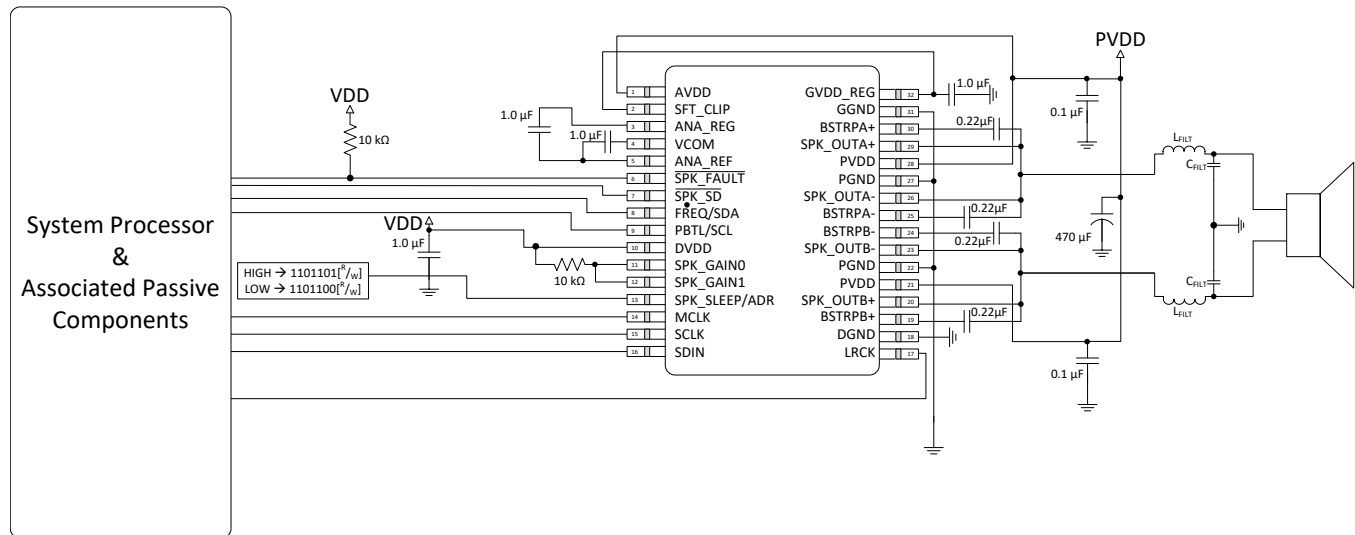 System Processor
&
Associated Passive
Components
VDD
10 kΩ
VDD
1.0 µF
10 kΩ
HIGH → 1101101[R/W]
LOW → 1101100[R/W]
1.0 µF
1.0 µF
1 AVDD
2 SFT_CLIP
3 ANA_REG
4 VCOM
5 ANA_REF
6 SPK_FAULT
7 SPK_SD
8 FREQ/SDA
9 PBTL/SCL
10 DVDD
11 SPK_GAIN0
12 SPK_GAIN1
13 SPK_SLEEP/ADR
14 MCLK
15 SCLK
16 SDIN
GVDD_REG 32
GGND 31
BSTRPA+ 30
SPK_OUTA+ 29
PVDD 28
PGND 27
SPK_OUTA- 26
BSTRPA- 25
BSTRPB- 24
SPK_OUTB- 23
PGND 22
PVDD 21
SPK_OUTB+ 20
BSTRPB+ 19
DGND 18
LRCK 17
1.0 µF
0.22µF
0.22µF
0.22µF
0.22µF
PVDD
0.1 µF
470 µF
0.1 µF
LFILT
CFILT
CFILT
LFILT